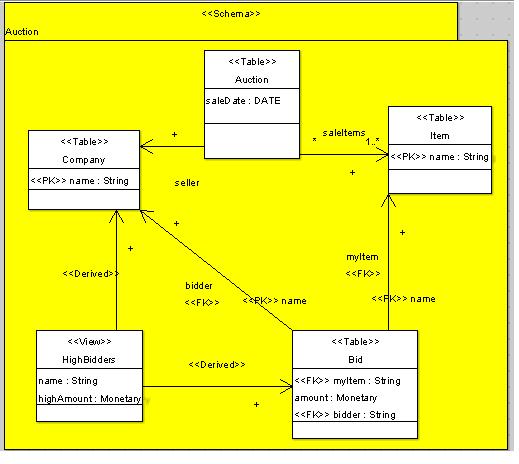 <<Schema>>
Auction
<<Table>>
Auction
saleDate : DATE
<<Table>>
Company
<<PK>> name : String
<<Table>>
Item
<<PK>> name : String
+
* saleItems
1..*
+
seller
+
+
<<Derived>>
bidder
<<FK>>
<<PK>> name
myItem
<<FK>>
+
<<PK>> name
<<View>>
HighBidders
name : String
highAmount : Monetary
<<Derived>>
+
<<Table>>
Bid
<<FK>> myItem : String
amount : Monetary
<<FK>> bidder : String